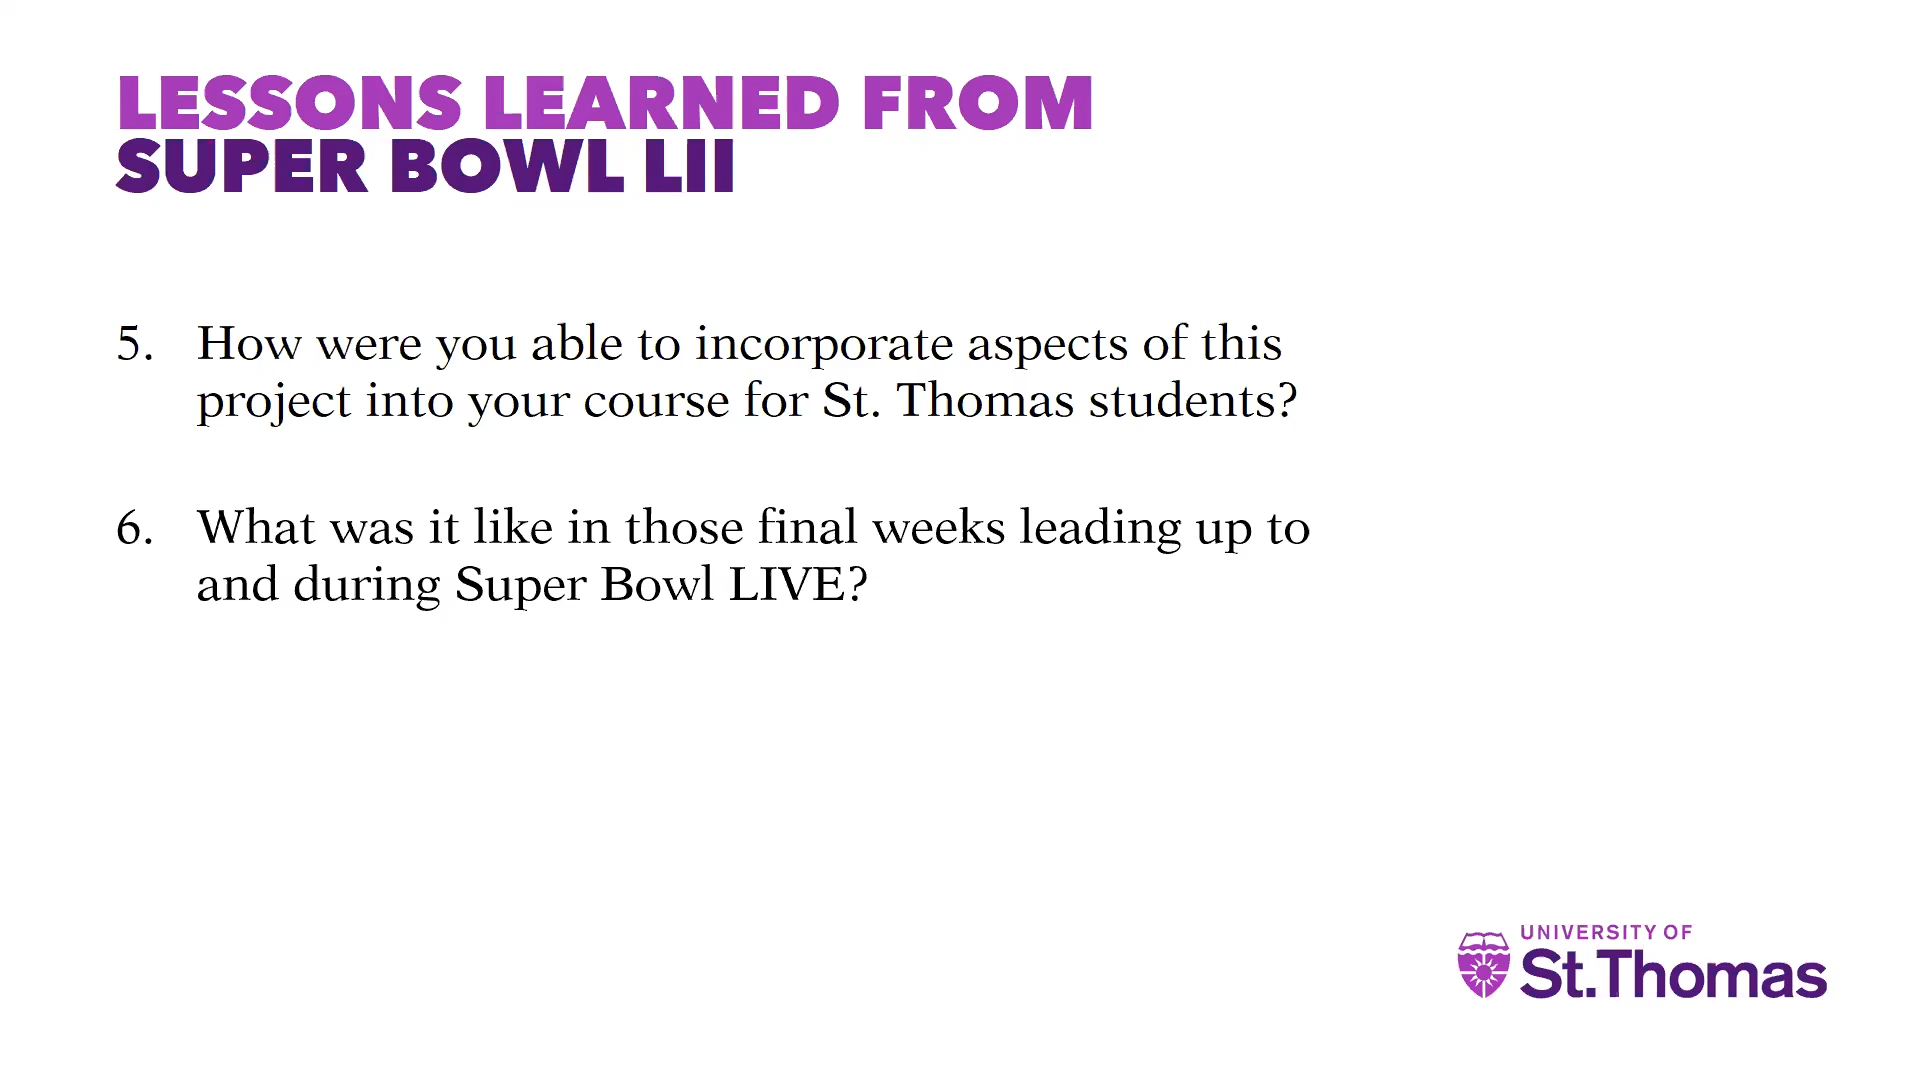 LESSONS LEARNED FROM
SUPER BOWL LII
5. How were you able to incorporate aspects of this
project into your course for St. Thomas students?
6. What was it like in those final weeks leading up to
and during Super Bowl LIVE?
UNIVERSITY OF
St.Thomas